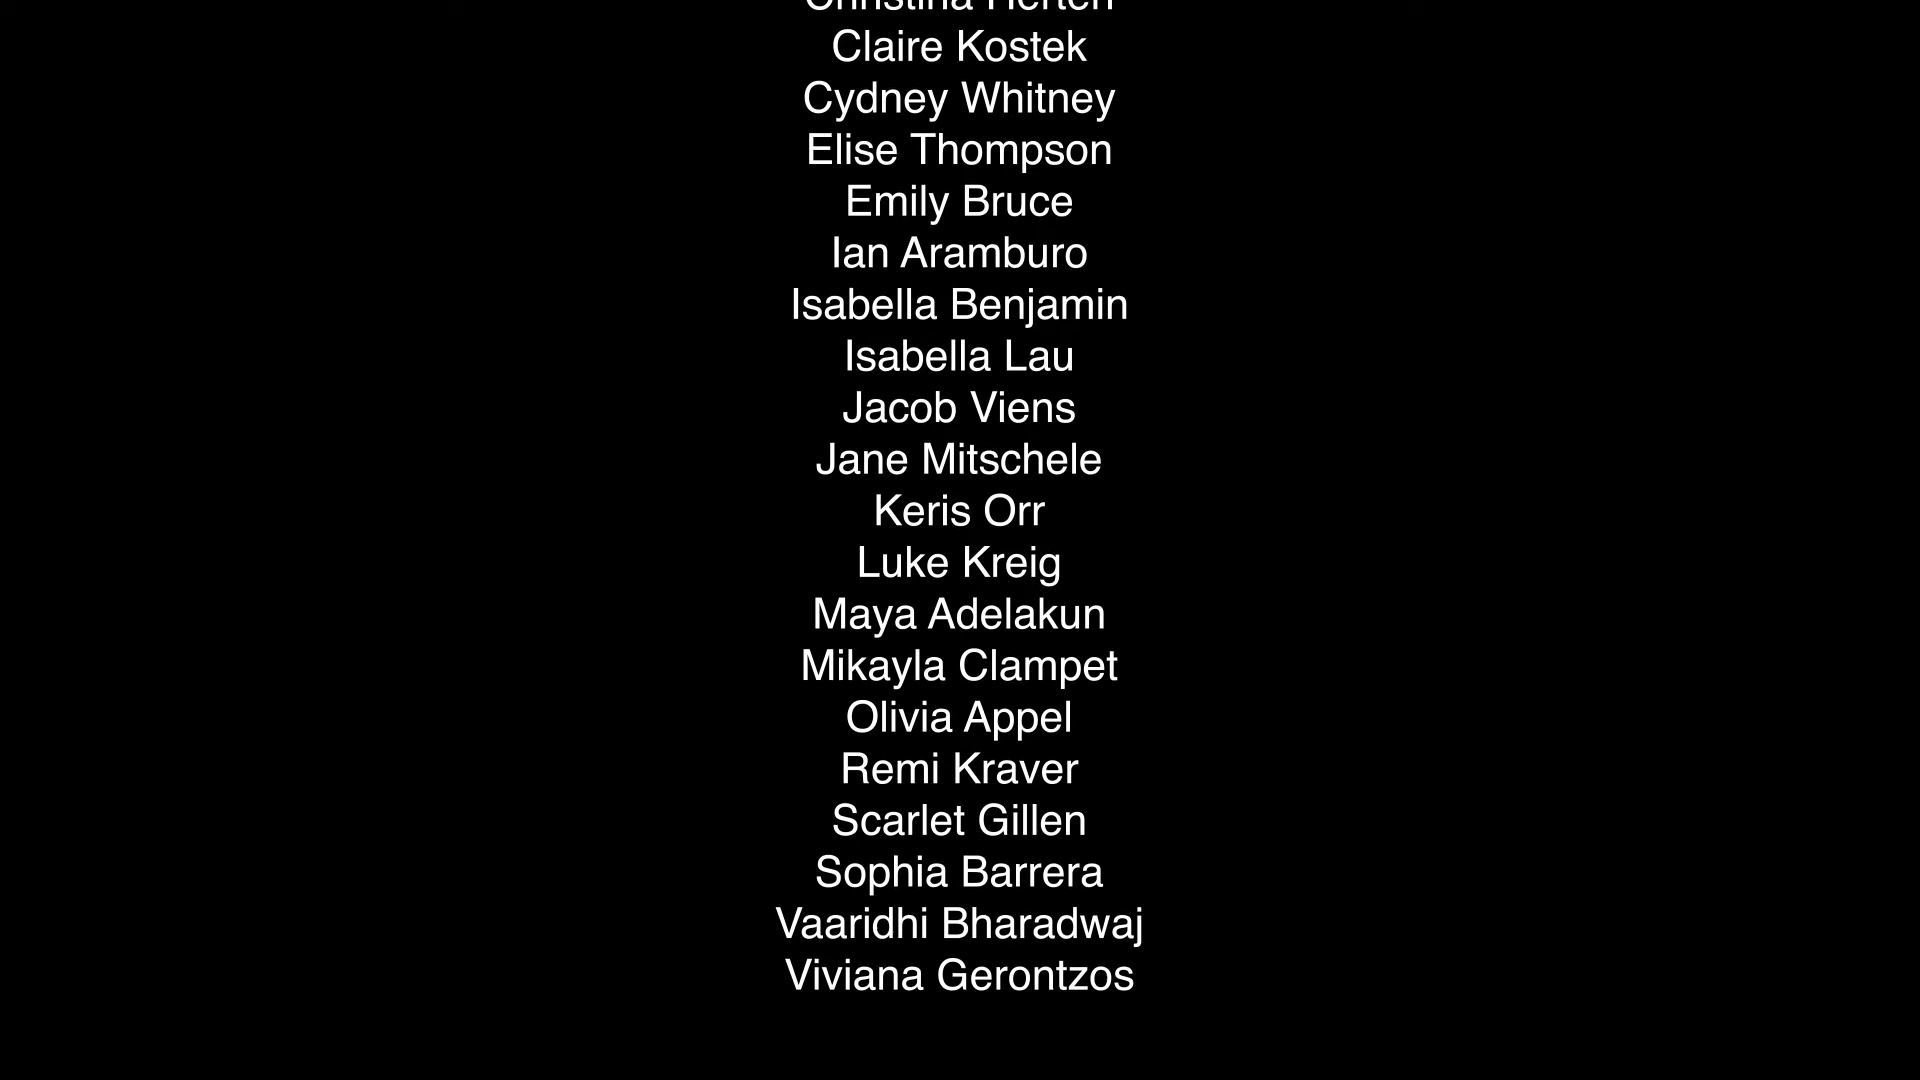 Claire Kostek
Cydney Whitney
Elise Thompson
Emily Bruce
Ian Aramburo
Isabella Benjamin
Isabella Lau
Jacob Viens
Jane Mitschele
Keris Orr
Luke Kreig
Maya Adelakun
Mikayla Clampet
Olivia Appel
Remi Kraver
Scarlet Gillen
Sophia Barrera
Vaaridhi Bharadwaj
Viviana Gerontzos